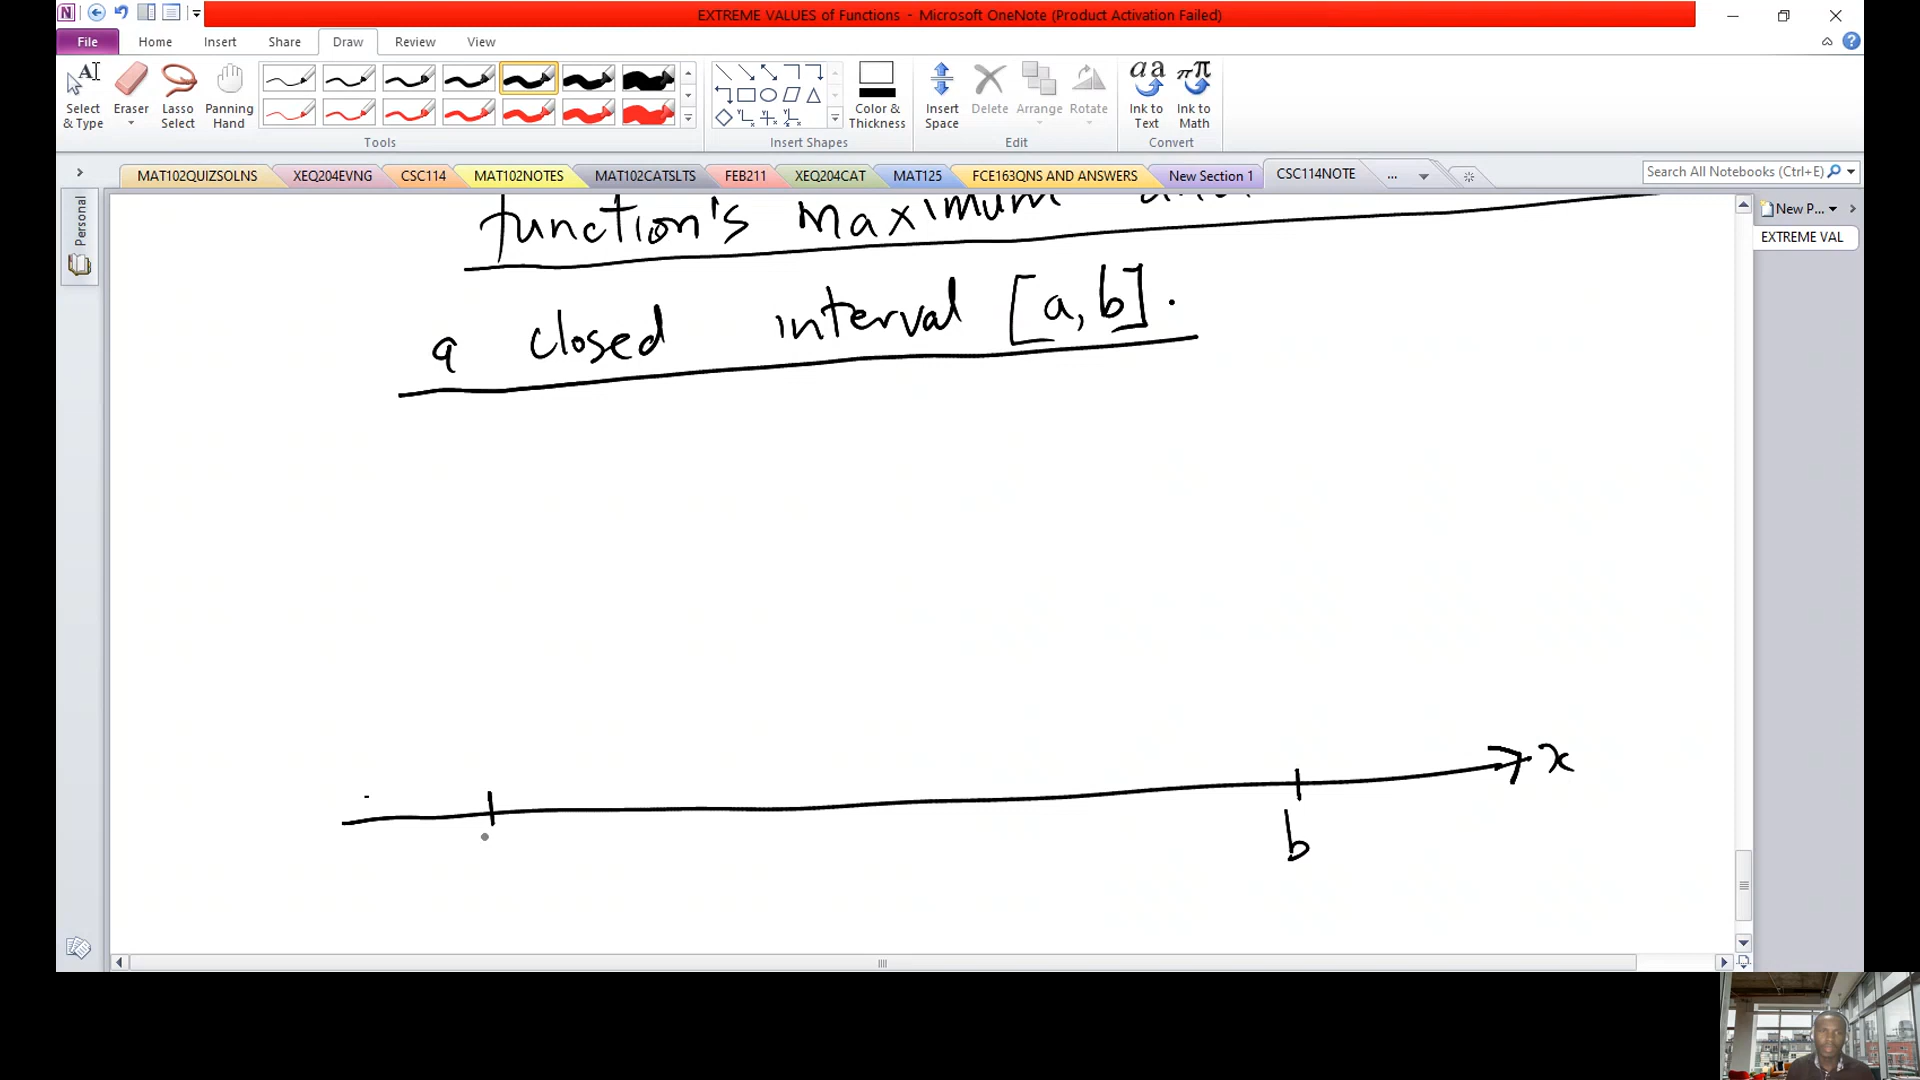 EXTREME VALUES of Functions - Microsoft OneNote (Product Activation Failed)
File Home Insert Share Draw Review View
Select & Type
Eraser
Lasso Select
Panning Hand
Color & Thickness
Insert Space
Delete
Arrange
Rotate
Ink to Text
Ink to Math
Tools
Insert Shapes
Edit
Convert
MAT102QUIZSOLNS XEQ204EVNG CSC114 MAT102NOTES MAT102CATSLTS FEB211 XEQ204CAT MAT125 FCE163QNS AND ANSWERS New Section 1 CSC114NOTE ...
Search All Notebooks (Ctrl+E)
Personal
New P...
EXTREME VAL
function's maximum
a closed interval [a,b].
x
b